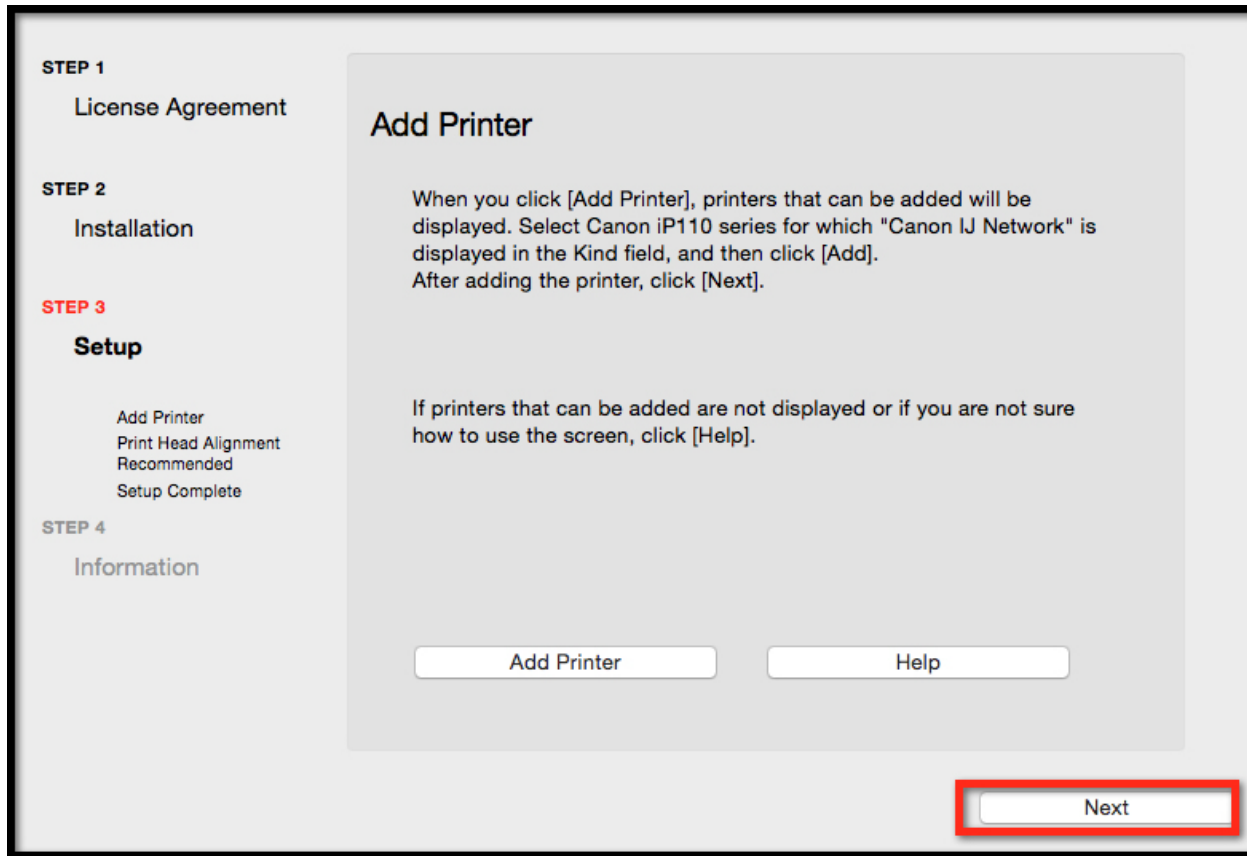 STEP 1
License Agreement
STEP 2
Installation
STEP 3
Setup
Add Printer
Print Head Alignment
Recommended
Setup Complete
STEP 4
Information
Add Printer
When you click [Add Printer], printers that can be added will be
displayed. Select Canon iP110 series for which "Canon IJ Network" is
displayed in the Kind field, and then click [Add].
After adding the printer, click [Next].
If printers that can be added are not displayed or if you are not sure
how to use the screen, click [Help].
Add Printer
Help
Next